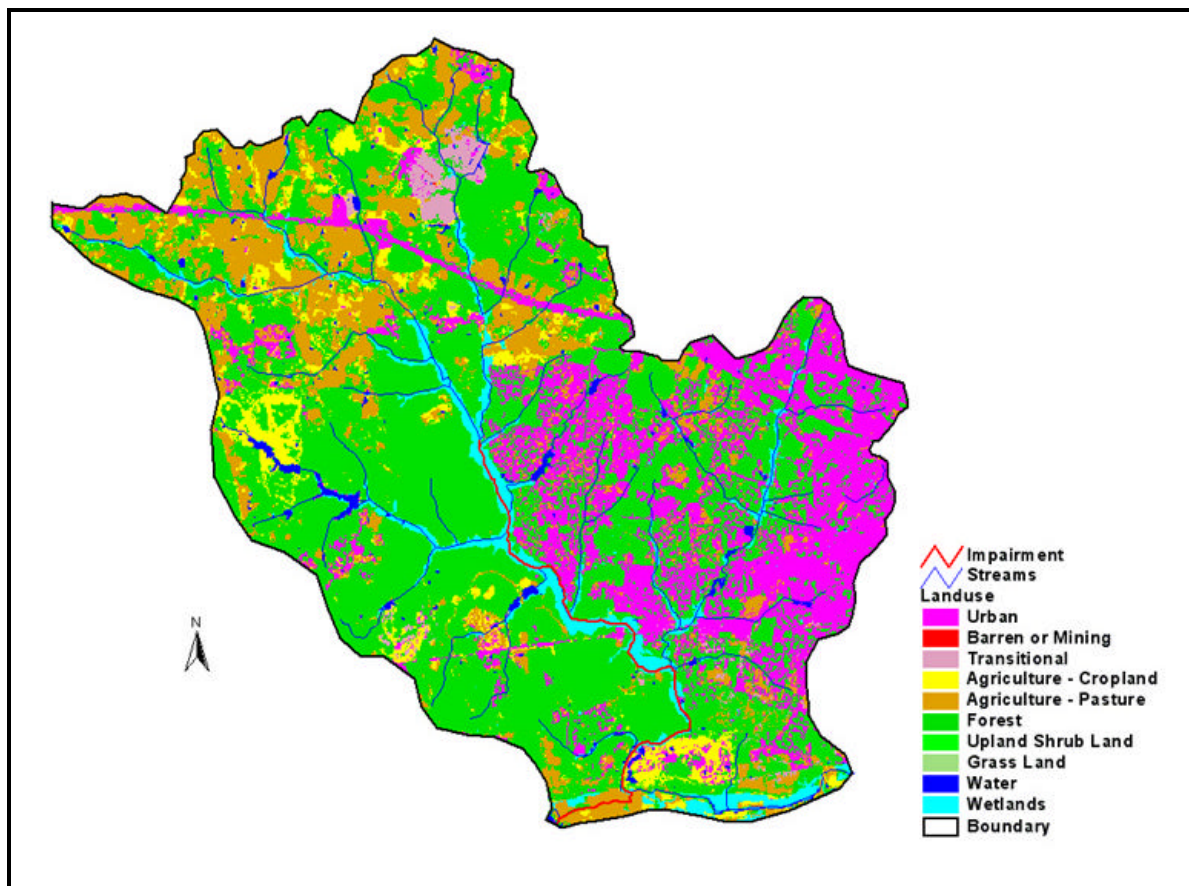 N
Impairment
Streams
Landuse
Urban
Barren or Mining
Transitional
Agriculture - Cropland
Agriculture - Pasture
Forest
Upland Shrub Land
Grass Land
Water
Wetlands
Boundary